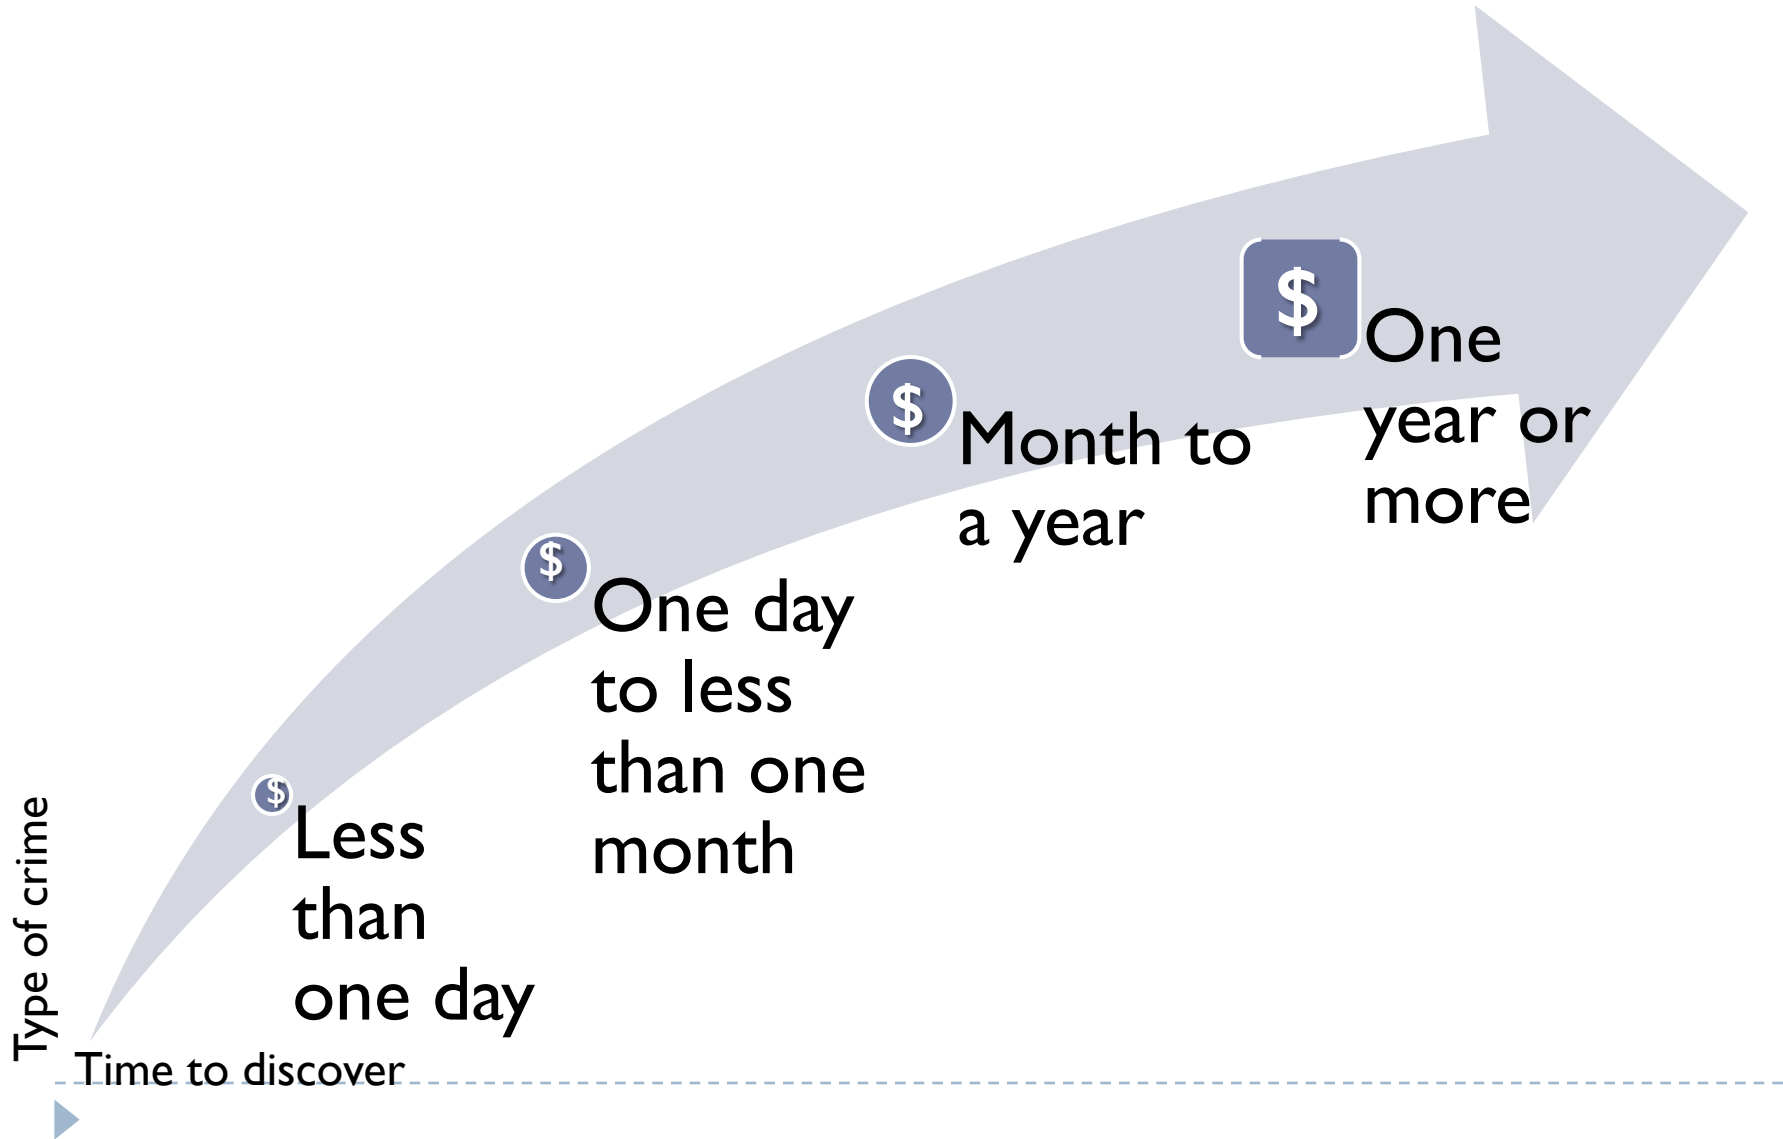 $
One
year or
more
$
Month to
a year
$
One day
to less
than one
month
$
Less
than
one day
Type of crime
Time to discover